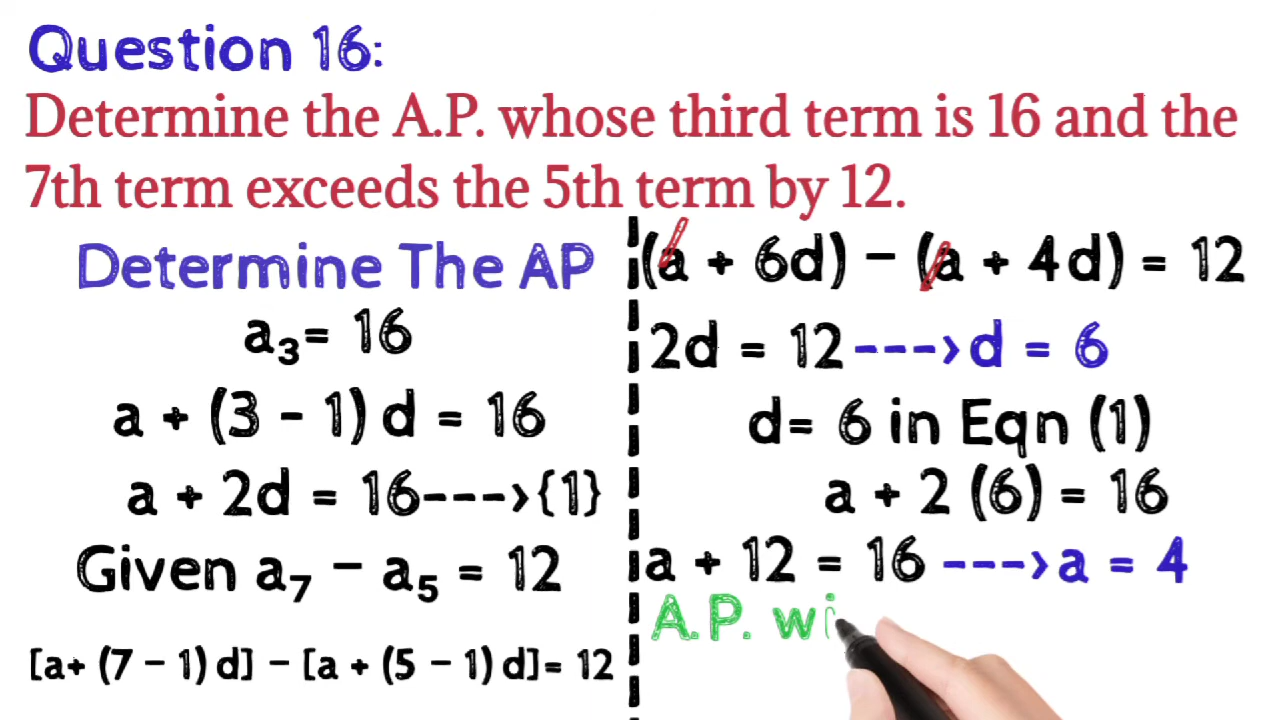 Question 16:
Determine the A.P. whose third term is 16 and the
7th term exceeds the 5th term by 12.
Determine The AP
a₃= 16
a + (3 - 1) d = 16
a + 2d = 16--->{1}
Given a₇ - a₅ = 12
[a+ (7 - 1) d] - [a + (5 - 1) d]= 12
(a + 6d) - (a + 4d) = 12
2d = 12--->d = 6
d= 6 in Eqn (1)
a + 2 (6) = 16
a + 12 = 16 --->a = 4
A.P. wi